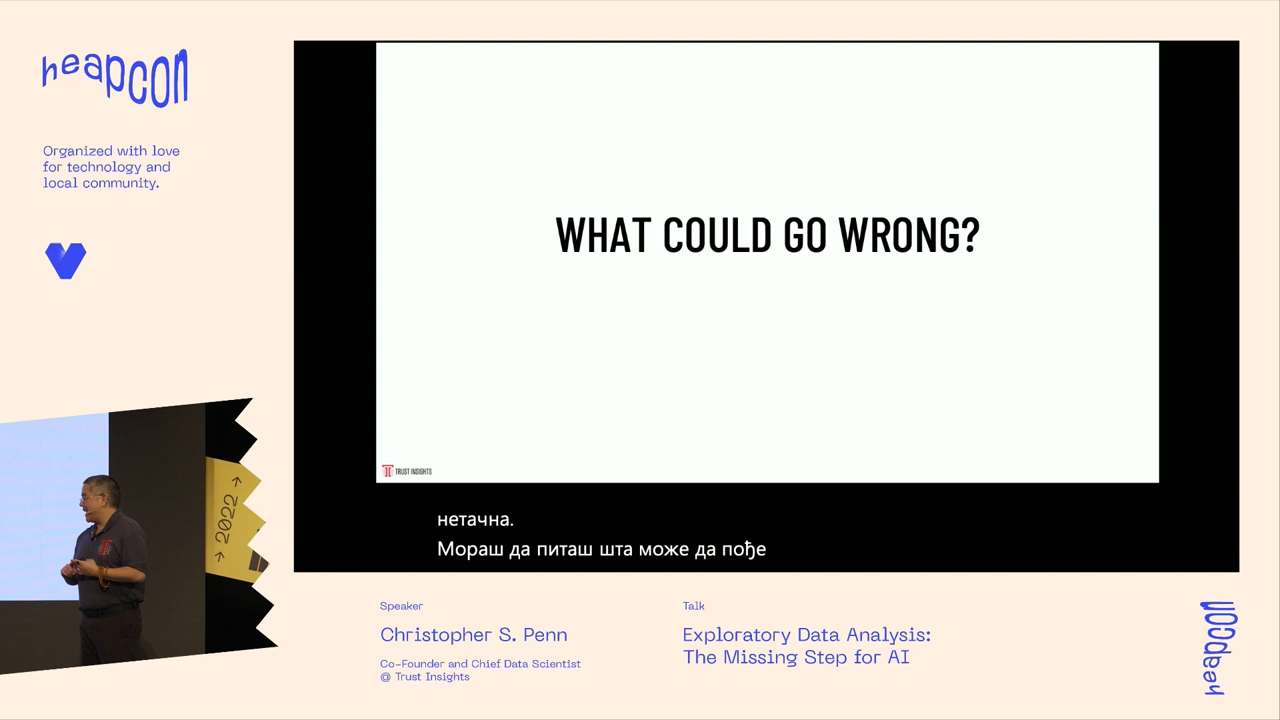 heapcon
Organized with love
for technology and
local community.
WHAT COULD GO WRONG?
TRUST INSIGHTS
нетачна.
Мораш да питаш шта може да пође
→ 2022 →
Speaker
Christopher S. Penn
Co-Founder and Chief Data Scientist
@ Trust Insights
Talk
Exploratory Data Analysis:
The Missing Step for AI
heapcon